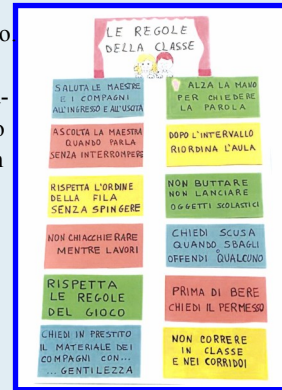 LE REGOLE
DELLA CLASSE
SALUTA LE MAESTRE
E I COMPAGNI
ALL'INGRESSO E ALL'USCITA
ASCOLTA LA MAESTRA
QUANDO PARLA
SENZA INTERROMPERE
RISPETTA L'ORDINE
DELLA FILA
SENZA SPINGERE
NON CHIACCHIERARE
MENTRE LAVORI
RISPETTA
LE REGOLE
DEL GIOCO
CHIEDI IN PRESTITO
IL MATERIALE DEI
COMPAGNI CON...
...GENTILEZZA
ALZA LA MANO
PER CHIEDERE
LA PAROLA
DOPO L'INTERVALLO
RIORDINA L'AULA
NON BUTTARE
NON LANCIARE
OGGETTI SCOLASTICI
CHIEDI SCUSA
QUANDO SBAGLI
OFFENDI QUALCUNO
PRIMA DI BERE
CHIEDI IL PERMESSO
NON CORRERE
IN CLASSE
E NEI CORRIDOI